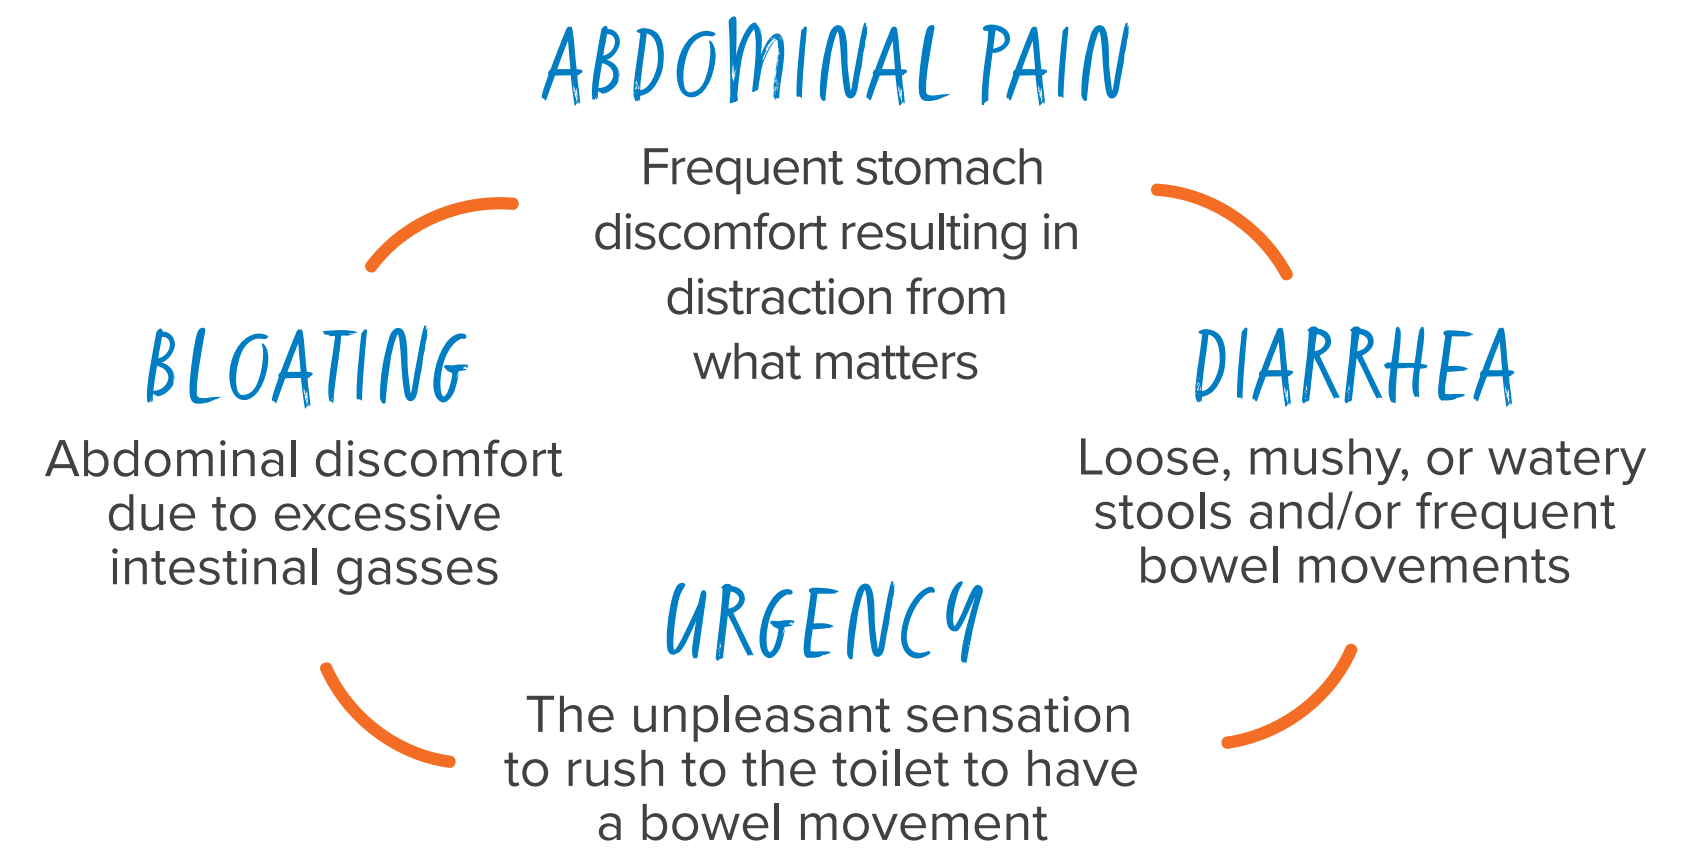 ABDOMINAL PAIN
Frequent stomach
discomfort resulting in
distraction from
what matters
BLOATING
Abdominal discomfort
due to excessive
intestinal gasses
DIARRHEA
Loose, mushy, or watery
stools and/or frequent
bowel movements
URGENCY
The unpleasant sensation
to rush to the toilet to have
a bowel movement